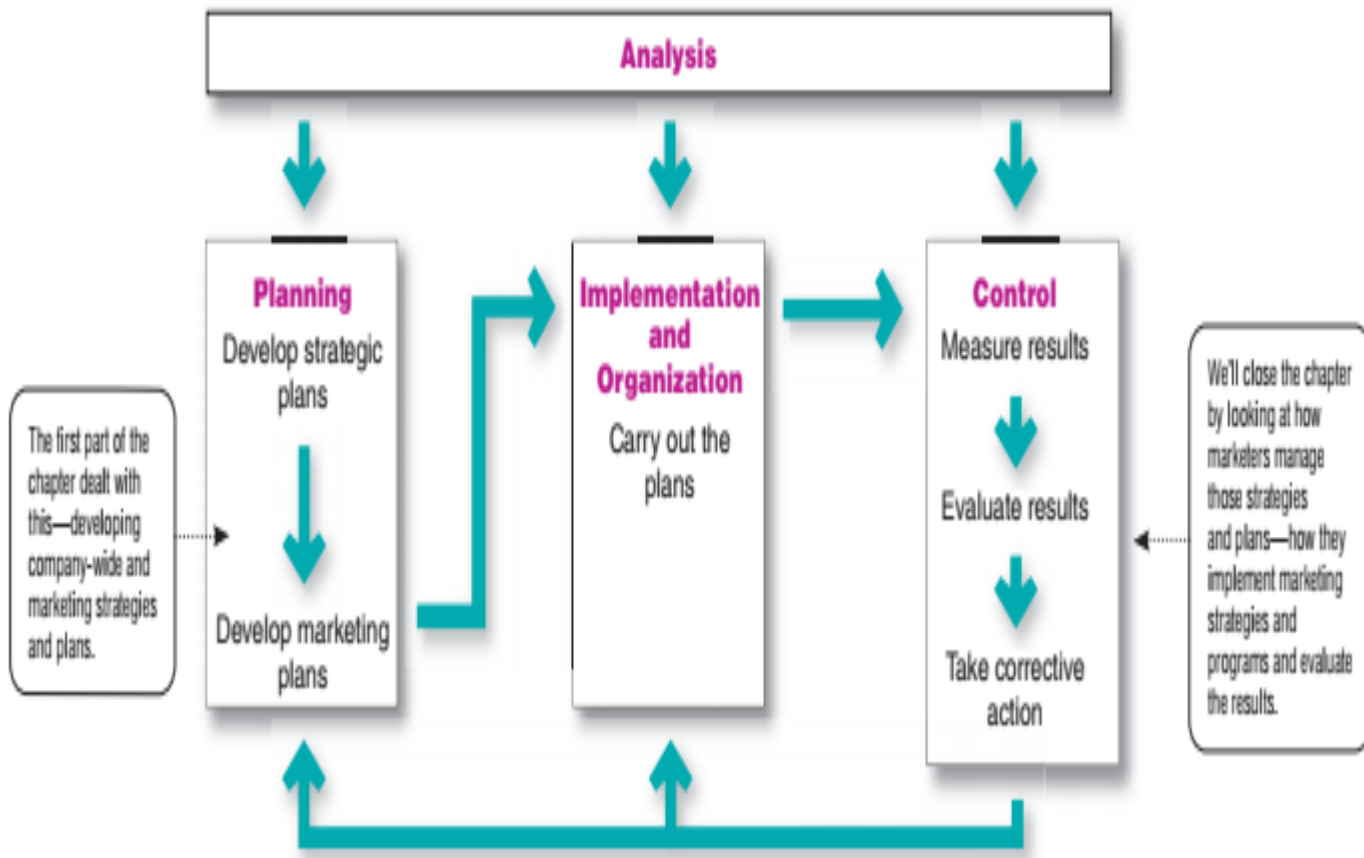 Analysis
Planning
Develop strategic
plans
Develop marketing
plans
Implementation
and
Organization
Carry out the
plans
Control
Measure results
Evaluate results
Take corrective
action
The first part of the
chapter dealt with
this—developing
company-wide and
marketing strategies
and plans.
We'll close the chapter
by looking at how
marketers manage
those strategies
and plans—how they
implement marketing
strategies and
programs and evaluate
the results.